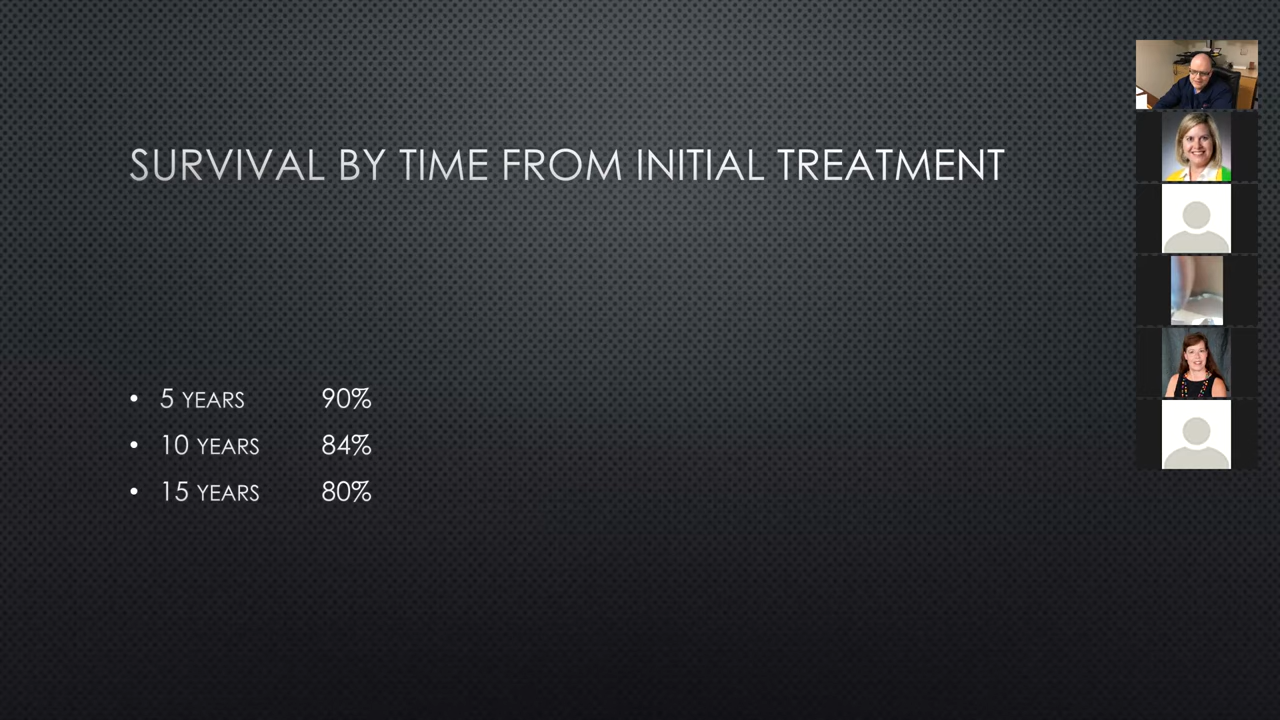 SURVIVAL BY TIME FROM INITIAL TREATMENT
• 5 YEARS 90%
• 10 YEARS 84%
• 15 YEARS 80%